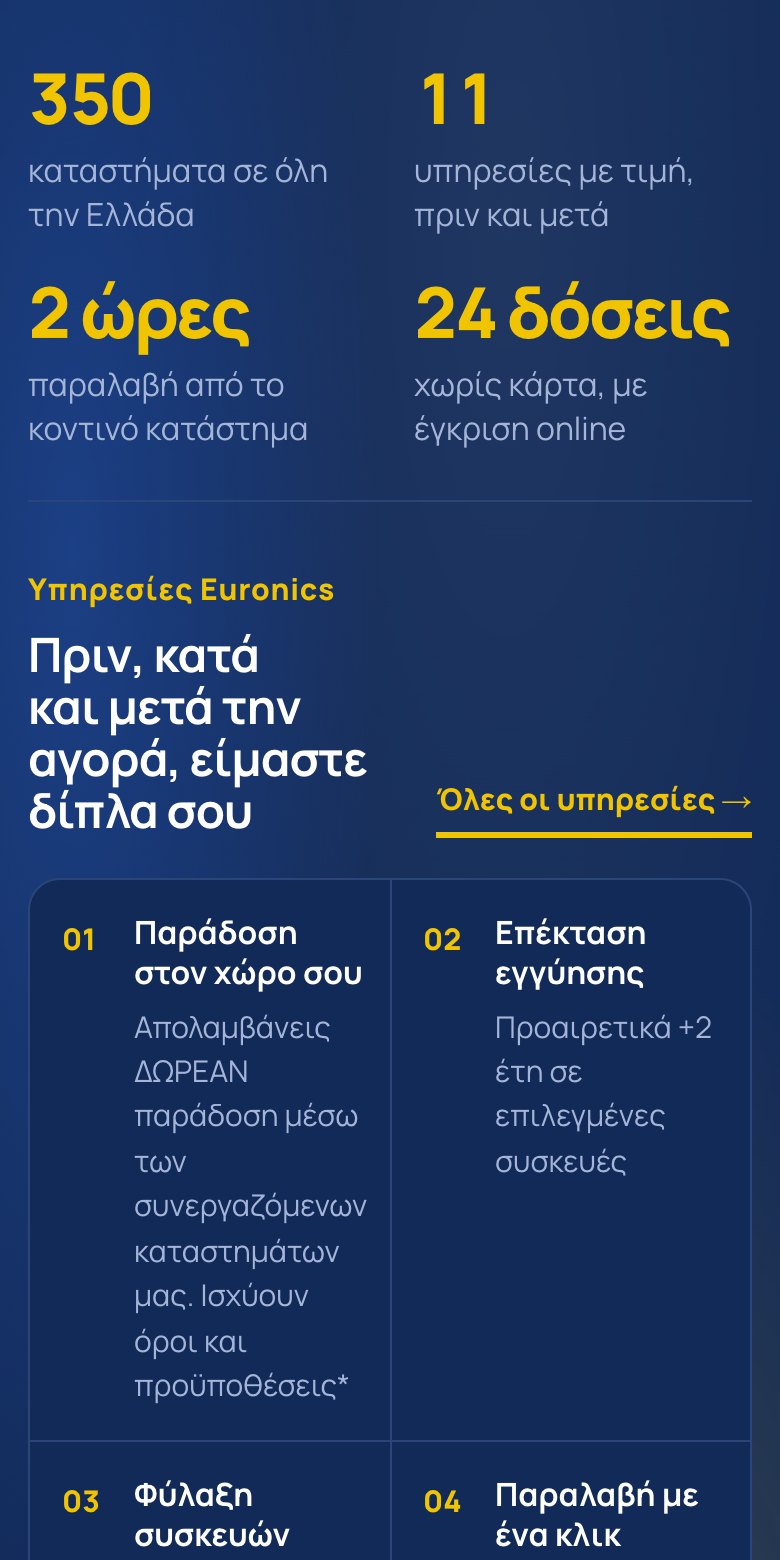 350
καταστήματα σε όλη
την Ελλάδα
11
υπηρεσίες με τιμή,
πριν και μετά
2 ώρες
παραλαβή από το
κοντινό κατάστημα
24 δόσεις
χωρίς κάρτα, με
έγκριση online
Υπηρεσίες Euronics
Πριν, κατά
και μετά την
αγορά, είμαστε
δίπλα σου
Όλες οι υπηρεσίες →
01
Παράδοση
στον χώρο σου
Απολαμβάνεις
ΔΩΡΕΑΝ
παράδοση μέσω
των
συνεργαζόμενων
καταστημάτων
μας. Ισχύουν
όροι και
προϋποθέσεις*
02
Επέκταση
εγγύησης
Προαιρετικά +2
έτη σε
επιλεγμένες
συσκευές
03
Φύλαξη
συσκευών
04
Παραλαβή με
ένα κλικ